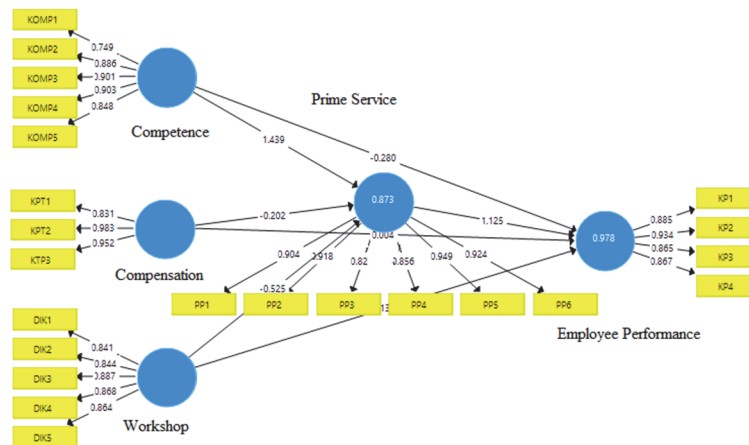 KOMP1
KOMP2
KOMP3
KOMP4
KOMP5
0.749
0.886
0.901
0.903
0.848
Competence
Prime Service
1.439
-0.280
KPT1
KPT2
KTP3
0.831
0.983
0.952
Compensation
-0.202
0.873
1.125
0.004
0.978
KP1
KP2
KP3
KP4
0.885
0.934
0.865
0.867
Employee Performance
0.904
0.918
0.82
0.856
0.949
0.924
PP1
PP2
PP3
PP4
PP5
PP6
-0.525
DIK1
DIK2
DIK3
DIK4
DIK5
0.841
0.844
0.887
0.868
0.864
Workshop